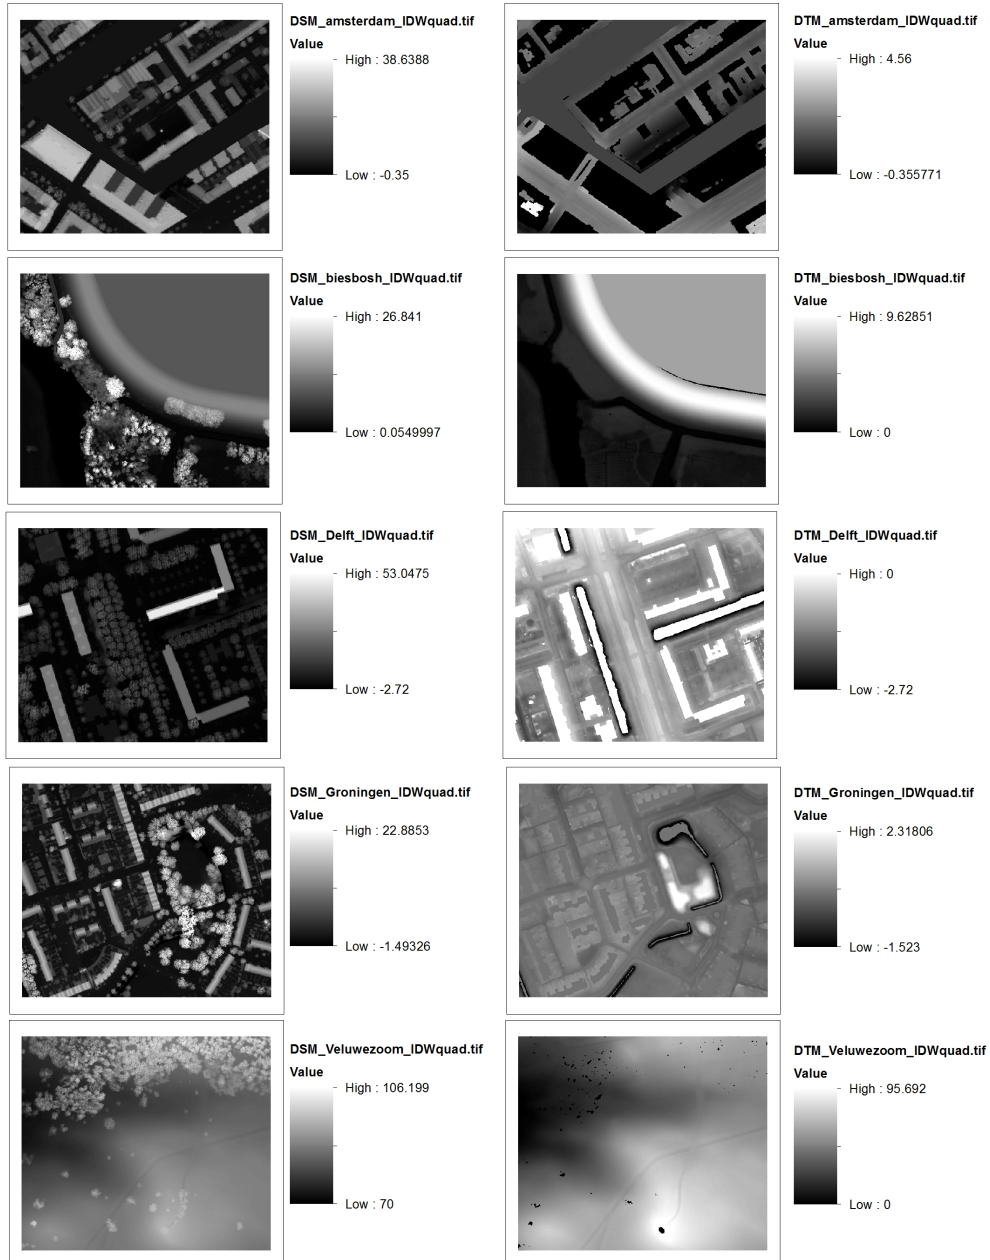 DSM_amsterdam_IDWquad.tif
Value
High : 38.6388
Low : -0.35
DTM_amsterdam_IDWquad.tif
Value
High : 4.56
Low : -0.355771
DSM_biesbosh_IDWquad.tif
Value
High : 26.841
Low : 0.0549997
DTM_biesbosh_IDWquad.tif
Value
High : 9.62851
Low : 0
DSM_Delft_IDWquad.tif
Value
High : 53.0475
Low : -2.72
DTM_Delft_IDWquad.tif
Value
High : 0
Low : -2.72
DSM_Groningen_IDWquad.tif
Value
High : 22.8853
Low : -1.49326
DTM_Groningen_IDWquad.tif
Value
High : 2.31806
Low : -1.523
DSM_Veluwezoom_IDWquad.tif
Value
High : 106.199
Low : 70
DTM_Veluwezoom_IDWquad.tif
Value
High : 95.692
Low : 0